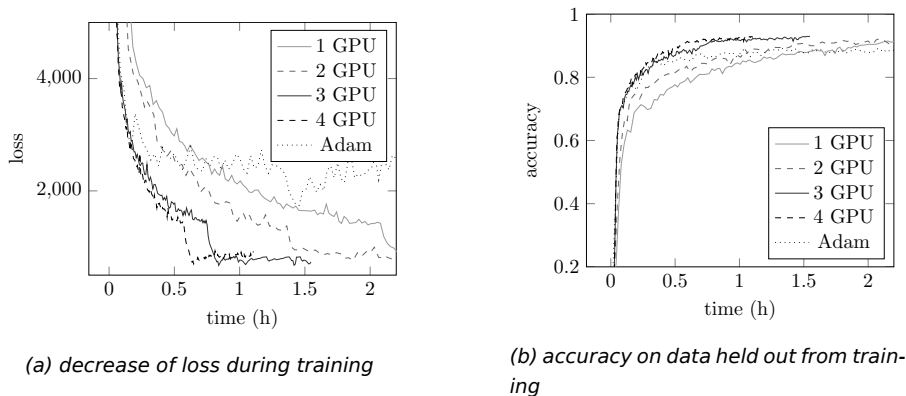 4,000
2,000
loss
0
0.5
1
1.5
2
time (h)
1 GPU
2 GPU
3 GPU
4 GPU
Adam
(a) decrease of loss during training
1
0.8
0.6
0.4
0.2
accuracy
0
0.5
1
1.5
2
time (h)
1 GPU
2 GPU
3 GPU
4 GPU
Adam
(b) accuracy on data held out from train-
ing